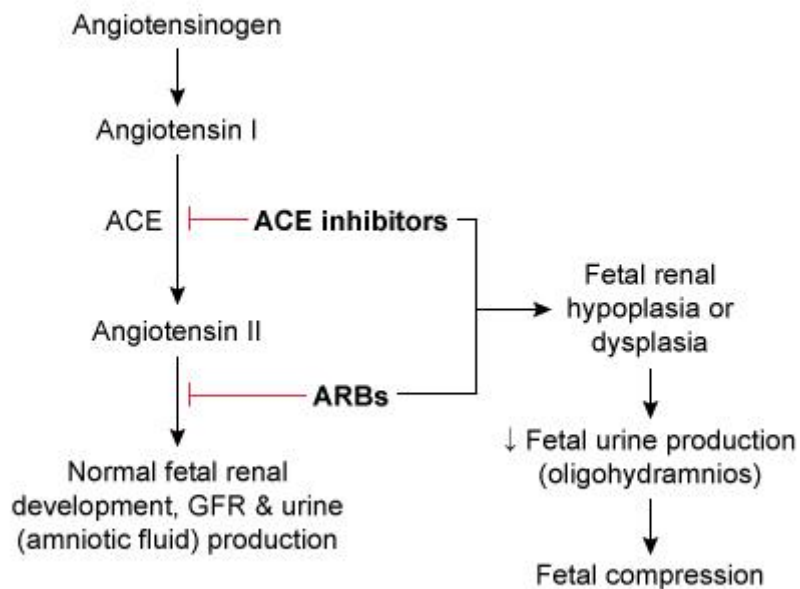 Angiotensinogen
Angiotensin I
ACE
ACE inhibitors
Angiotensin II
ARBs
Normal fetal renal
development, GFR & urine
(amniotic fluid) production
Fetal renal
hypoplasia or
dysplasia
↓ Fetal urine production
(oligohydramnios)
Fetal compression